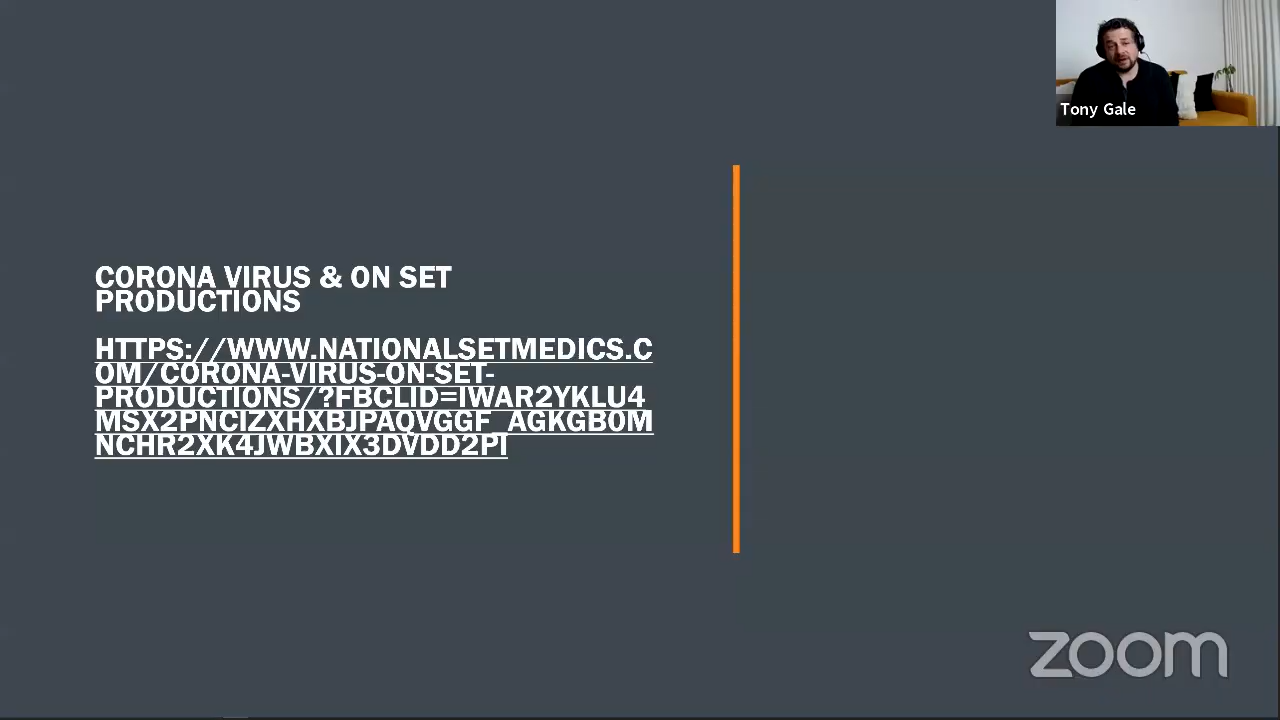 Tony Gale
CORONA VIRUS & ON SET
PRODUCTIONS
HTTPS://WWW.NATIONALSETMEDICS.C
OM/CORONA-VIRUS-ON-SET-
PRODUCTIONS/?FBCLID=IWAR2YKLU4
MSX2PNCIZXHXBJPAQVGGF_AGKGB0M
NCHR2XK4JWBXIX3DVDD2PI
zoom